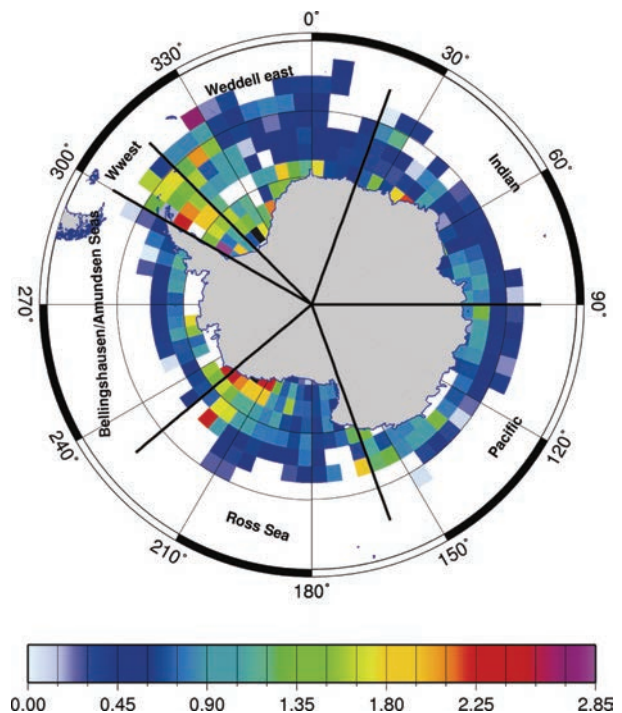 0°
330°
30°
Weddell east
Wwest
300°
60°
Indian
Bellingshausen/Amundsen Seas
270°
90°
240°
120°
Pacific
Ross Sea
210°
150°
180°
0.00 0.45 0.90 1.35 1.80 2.25 2.85